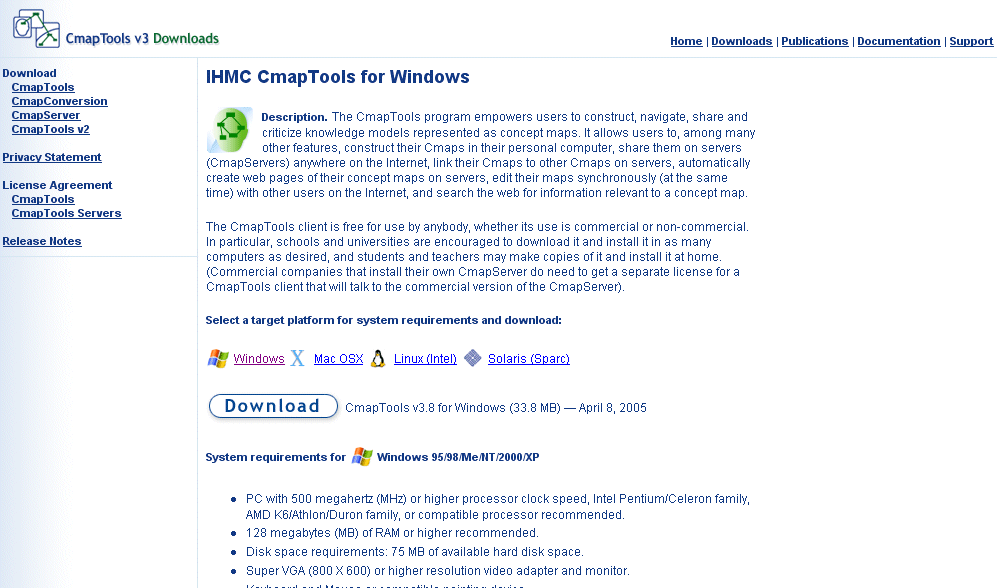 CmapTools v3 Downloads
Home | Downloads | Publications | Documentation | Support
Download
CmapTools
CmapConversion
CmapServer
CmapTools v2
Privacy Statement
License Agreement
CmapTools
CmapTools Servers
Release Notes
IHMC CmapTools for Windows
Description. The CmapTools program empowers users to construct, navigate, share and
criticize knowledge models represented as concept maps. It allows users to, among many
other features, construct their Cmaps in their personal computer, share them on servers
(CmapServers) anywhere on the Internet, link their Cmaps to other Cmaps on servers, automatically
create web pages of their concept maps on servers, edit their maps synchronously (at the same
time) with other users on the Internet, and search the web for information relevant to a concept map.
The CmapTools client is free for use by anybody, whether its use is commercial or non-commercial.
In particular, schools and universities are encouraged to download it and install it in as many
computers as desired, and students and teachers may make copies of it and install it at home.
(Commercial companies that install their own CmapServer do need to get a separate license for a
CmapTools client that will talk to the commercial version of the CmapServer).
Select a target platform for system requirements and download:
Windows Mac OSX Linux (Intel) Solaris (Sparc)
Download CmapTools v3.8 for Windows (33.8 MB) — April 8, 2005
System requirements for Windows 95/98/Me/NT/2000/XP
• PC with 500 megahertz (MHz) or higher processor clock speed, Intel Pentium/Celeron family,
AMD K6/Athlon/Duron family, or compatible processor recommended.
• 128 megabytes (MB) of RAM or higher recommended.
• Disk space requirements: 75 MB of available hard disk space.
• Super VGA (800 X 600) or higher resolution video adapter and monitor.
Keyboard and Mouse or compatible pointing device.